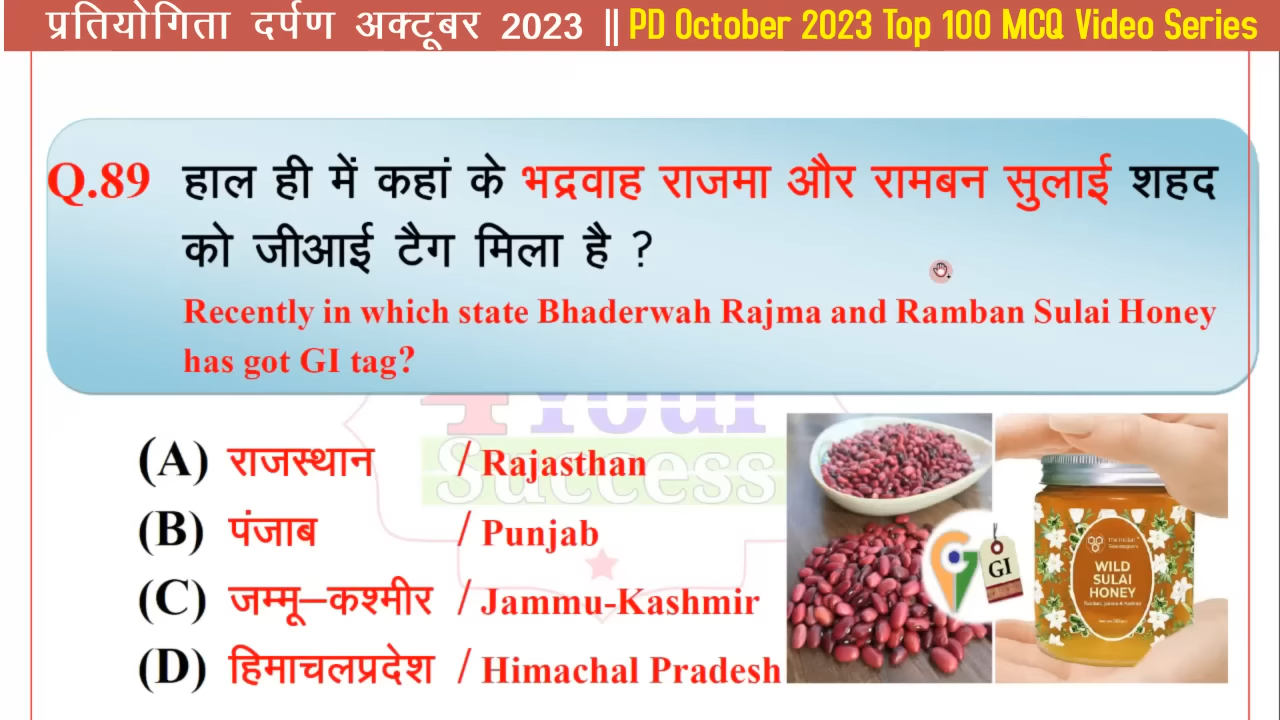 प्रतियोगिता दर्पण अक्टूबर 2023 || PD October 2023 Top 100 MCQ Video Series
Q.89 हाल ही में कहां के भद्रवाह राजमा और रामबन सुलाई शहद
को जीआई टैग मिला है ?
Recently in which state Bhaderwah Rajma and Ramban Sulai Honey
has got GI tag?
4Your
Success
(A) राजस्थान / Rajasthan
(B) पंजाब / Punjab
(C) जम्मू–कश्मीर / Jammu-Kashmir
(D) हिमाचलप्रदेश / Himachal Pradesh
GI
WILD
SULAI
HONEY